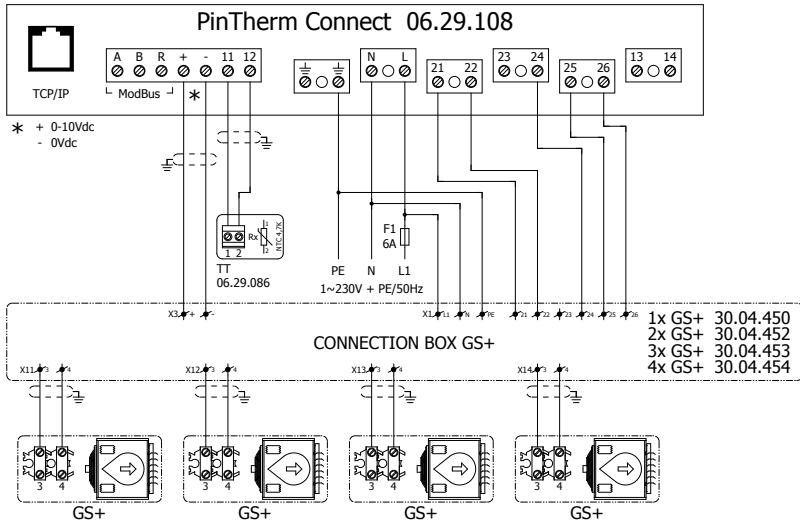 PinTherm Connect 06.29.108
TCP/IP
A B R + - 11 12
ModBus *
N L
21 22
23 24
25 26
13 14
* + 0-10Vdc
- 0Vdc
1 2
Rx
1
2
NTC 4,7K
TT
06.29.086
F1
6A
PE N L1
1~230V + PE/50Hz
X3 + -
X1 L1 N PE 21 22 23 24 25 26
CONNECTION BOX GS+
1x GS+ 30.04.450
2x GS+ 30.04.452
3x GS+ 30.04.453
4x GS+ 30.04.454
X11 3 4
X12 3 4
X13 3 4
X14 3 4
3 4
3 4
3 4
3 4
GS+
GS+
GS+
GS+